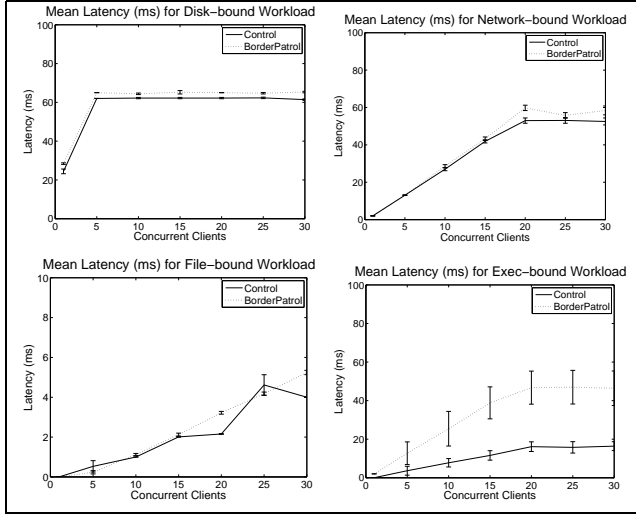 Mean Latency (ms) for Disk−bound Workload
100
80
60
40
20
0
Latency (ms)
0 5 10 15 20 25 30
Concurrent Clients
Control
BorderPatrol
Mean Latency (ms) for Network−bound Workload
100
80
60
40
20
0
Latency (ms)
0 5 10 15 20 25 30
Concurrent Clients
Control
BorderPatrol
Mean Latency (ms) for File−bound Workload
10
8
6
4
2
0
Latency (ms)
0 5 10 15 20 25 30
Concurrent Clients
Control
BorderPatrol
Mean Latency (ms) for Exec−bound Workload
100
80
60
40
20
0
Latency (ms)
0 5 10 15 20 25 30
Concurrent Clients
Control
BorderPatrol